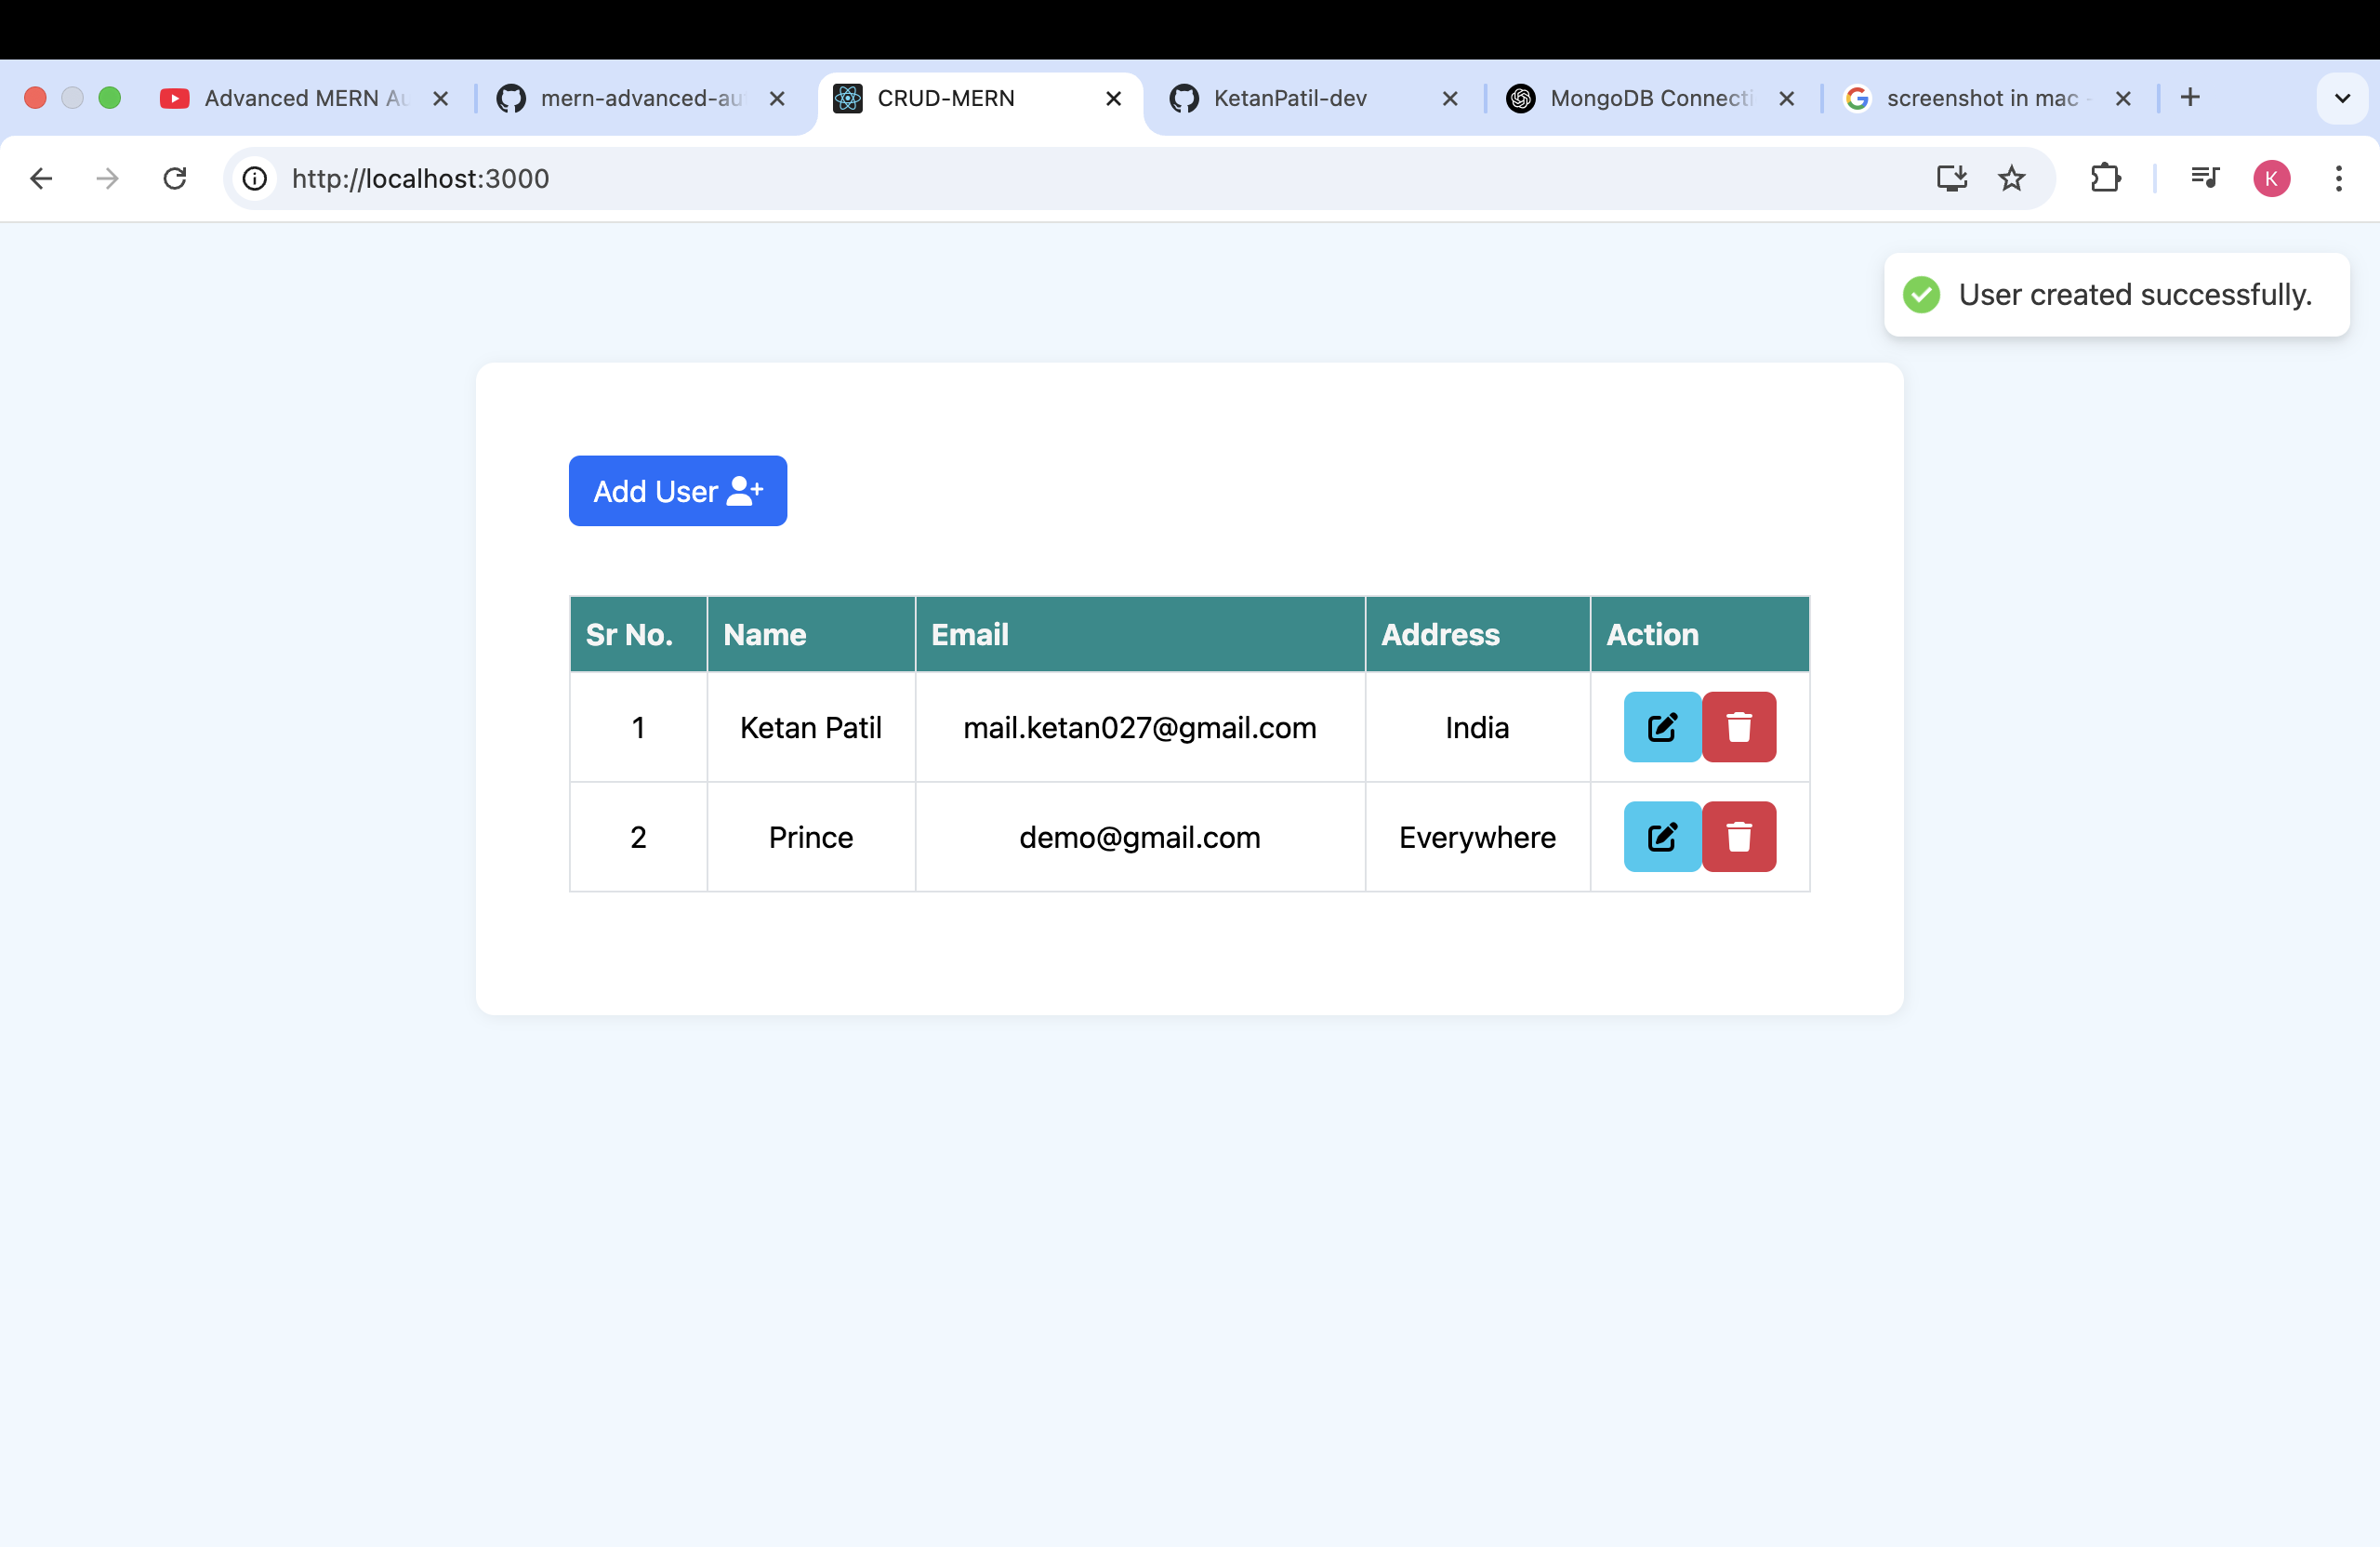 Advanced MERN Au
mern-advanced-au
CRUD-MERN
KetanPatil-dev
MongoDB Connecti
screenshot in mac -
http://localhost:3000
K
User created successfully.
Add User
Sr No. Name Email Address Action
1 Ketan Patil mail.ketan027@gmail.com India
2 Prince demo@gmail.com Everywhere